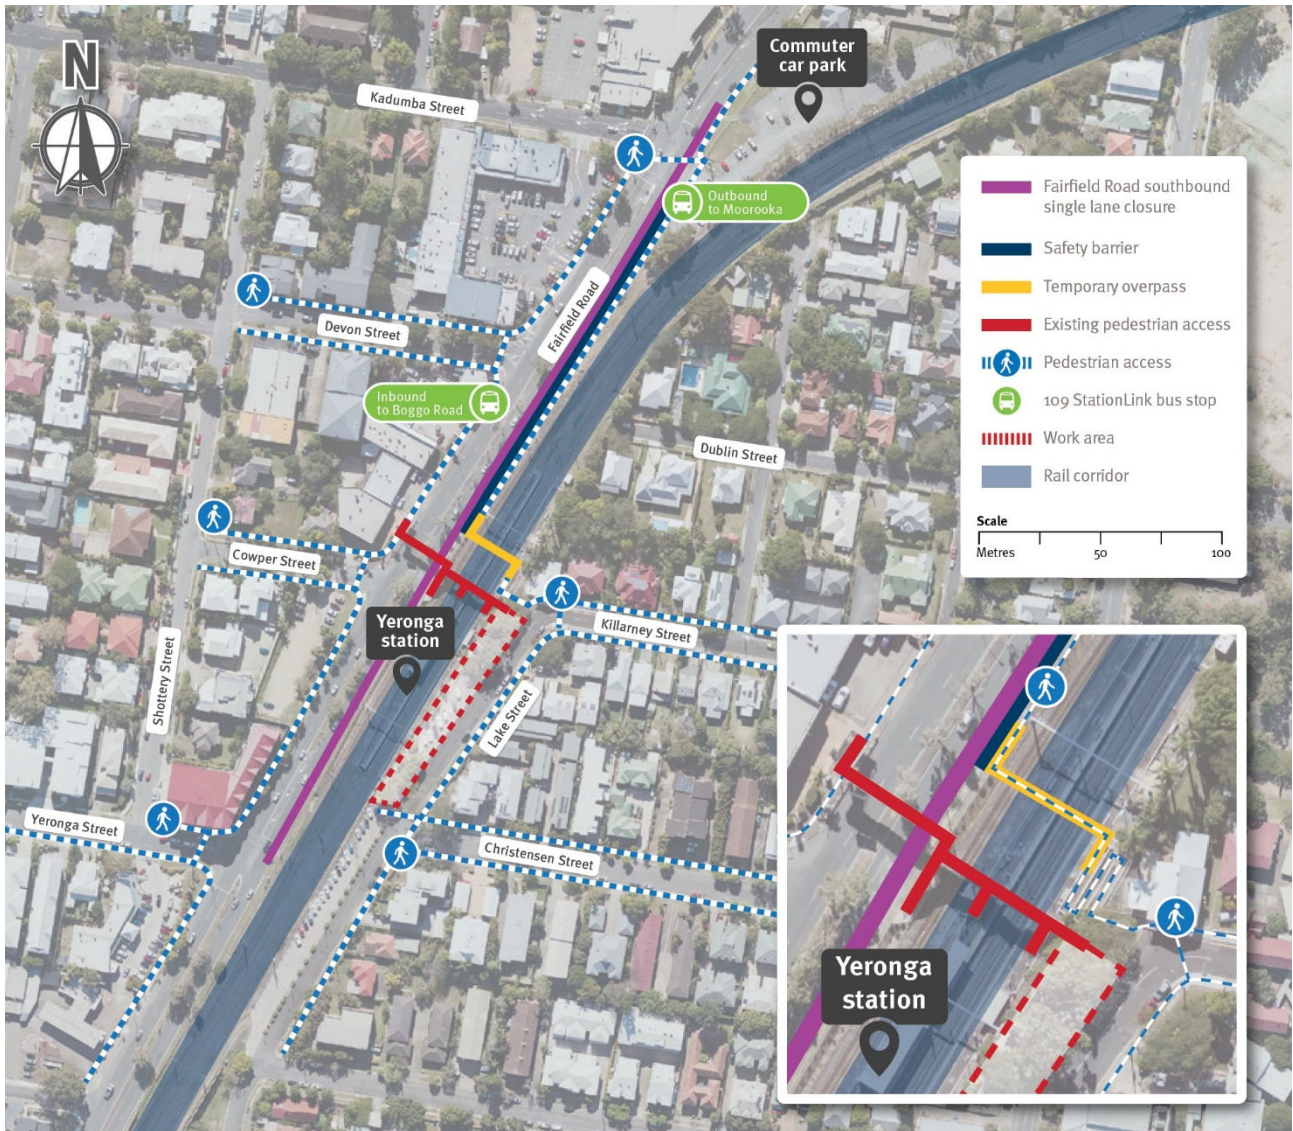 N
Commuter
car park
Kadumba Street
Outbound
to Moorooka
Fairfield Road southbound
single lane closure
Safety barrier
Temporary overpass
Existing pedestrian access
Pedestrian access
109 StationLink bus stop
Work area
Rail corridor
Scale
Metres
50
100
Devon Street
Fairfield Road
Inbound
to Boggo Road
Dublin Street
Cowper Street
Yeronga
station
Killarney Street
Shottery Street
Lake Street
Yeronga Street
Christensen Street
Yeronga
station